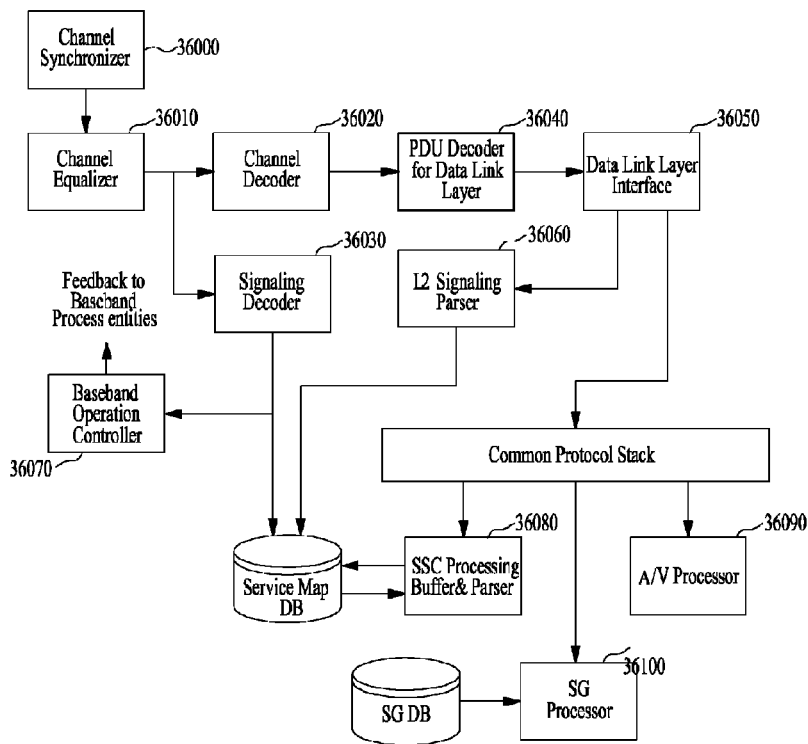 Channel
Synchronizer
36000
36010
Channel
Equalizer
36020
Channel
Decoder
36040
PDU Decoder
for Data Link
Layer
36050
Data Link Layer
Interface
36030
Signaling
Decoder
36060
L2 Signaling
Parser
Feedback to
Baseband
Process entities
Baseband
Operation
Controller
36070
Common Protocol Stack
Service Map
DB
36080
SSC Processing
Buffer& Parser
36090
A/V Processor
SG DB
36100
SG
Processor